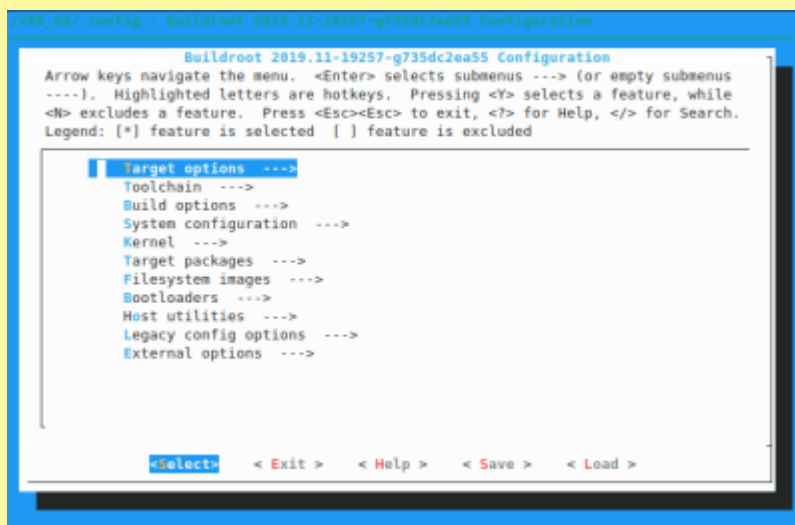 /x86_64/.config - Buildroot 2019.11-19257-g735dc2ea55 Configuration
Buildroot 2019.11-19257-g735dc2ea55 Configuration
Arrow keys navigate the menu.  <Enter> selects submenus ---> (or empty submenus
----).  Highlighted letters are hotkeys.  Pressing <Y> selects a feature, while
<N> excludes a feature.  Press <Esc><Esc> to exit, <?> for Help, </> for Search.
Legend: [*] feature is selected  [ ] feature is excluded
Target options  --->
Toolchain  --->
Build options  --->
System configuration  --->
Kernel  --->
Target packages  --->
Filesystem images  --->
Bootloaders  --->
Host utilities  --->
Legacy config options  --->
External options  --->
<Select>    < Exit >    < Help >    < Save >    < Load >